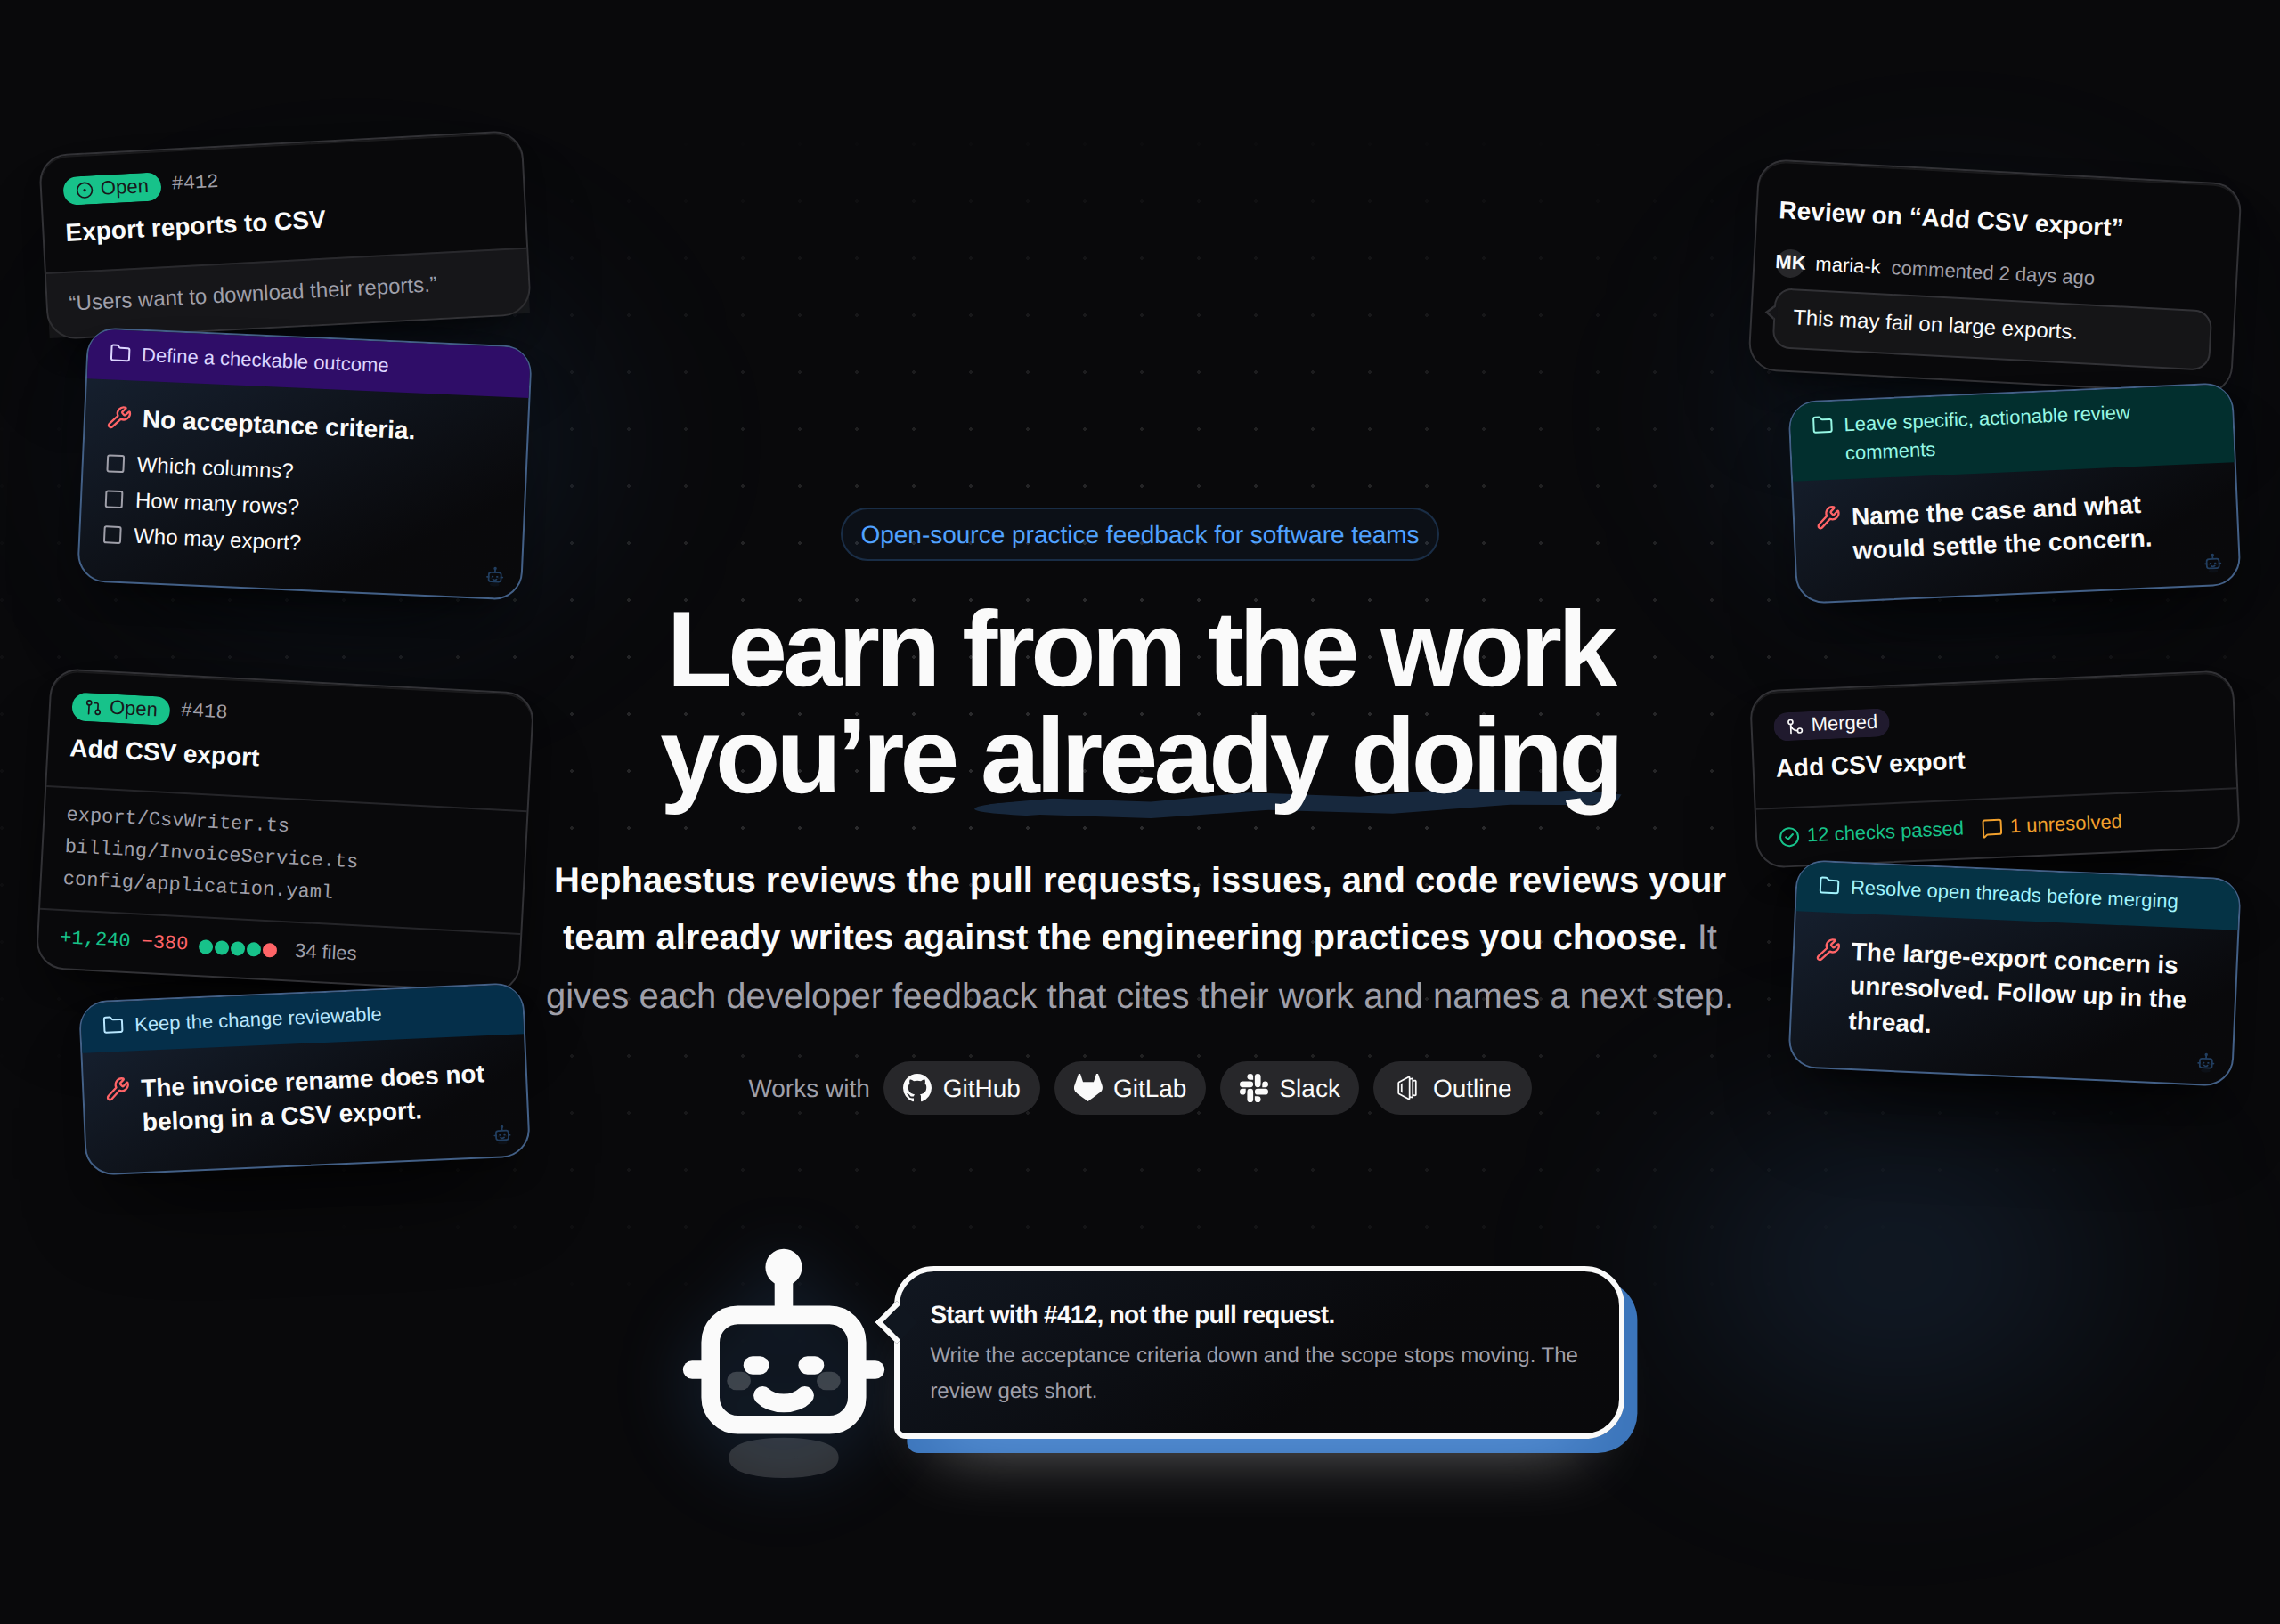 Open #412
Export reports to CSV
“Users want to download their reports.”
Define a checkable outcome
No acceptance criteria.
Which columns?
How many rows?
Who may export?
Open #418
Add CSV export
export/CsvWriter.ts
billing/InvoiceService.ts
config/application.yaml
+1,240 −380 34 files
Keep the change reviewable
The invoice rename does not
belong in a CSV export.
Open-source practice feedback for software teams
Learn from the work
you’re already doing
Hephaestus reviews the pull requests, issues, and code reviews your
team already writes against the engineering practices you choose. It
gives each developer feedback that cites their work and names a next step.
Works with GitHub GitLab Slack Outline
Start with #412, not the pull request.
Write the acceptance criteria down and the scope stops moving. The
review gets short.
Review on “Add CSV export”
MK maria-k commented 2 days ago
This may fail on large exports.
Leave specific, actionable review
comments
Name the case and what
would settle the concern.
Merged
Add CSV export
12 checks passed 1 unresolved
Resolve open threads before merging
The large-export concern is
unresolved. Follow up in the
thread.